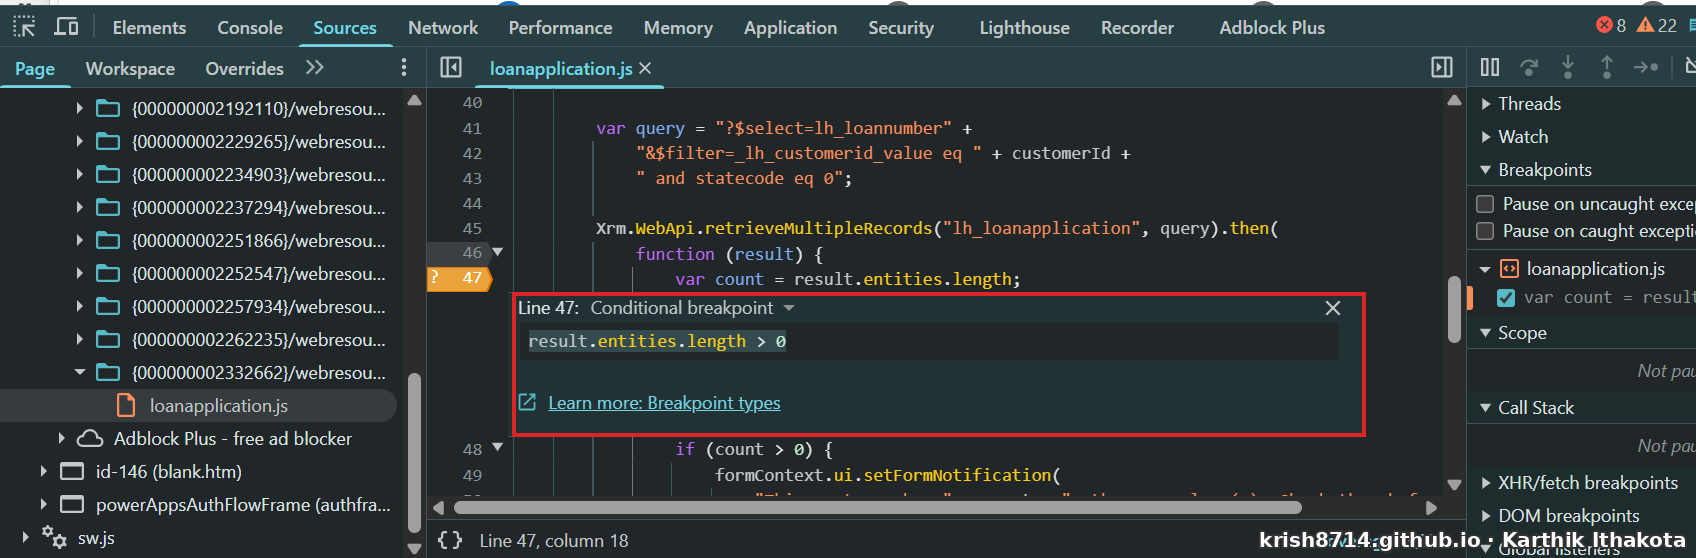 Elements Console Sources Network Performance Memory Application Security Lighthouse Recorder Adblock Plus 8 22
Page Workspace Overrides
loanapplication.js
{000000002192110}/webresou...
{000000002229265}/webresou...
{000000002234903}/webresou...
{000000002237294}/webresou...
{000000002251866}/webresou...
{000000002252547}/webresou...
{000000002257934}/webresou...
{000000002262235}/webresou...
{000000002332662}/webresou...
loanapplication.js
Adblock Plus - free ad blocker
id-146 (blank.htm)
powerAppsAuthFlowFrame (authfra...
sw.js
40
41 var query = "?$select=lh_loannumber" +
42 "&$filter=_lh_customerid_value eq " + customerId +
43 " and statecode eq 0";
44
45 Xrm.WebApi.retrieveMultipleRecords("lh_loanapplication", query).then(
46 function (result) {
? 47 var count = result.entities.length;
Line 47: Conditional breakpoint
result.entities.length > 0
Learn more: Breakpoint types
48 if (count > 0) {
49 formContext.ui.setFormNotification(
{} Line 47, column 18
Threads
Watch
Breakpoints
Pause on uncaught excep
Pause on caught exceptio
loanapplication.js
var count = result
Scope
Not pau
Call Stack
Not pau
XHR/fetch breakpoints
DOM breakpoints
Global listeners
krish8714.github.io · Karthik Ithakota